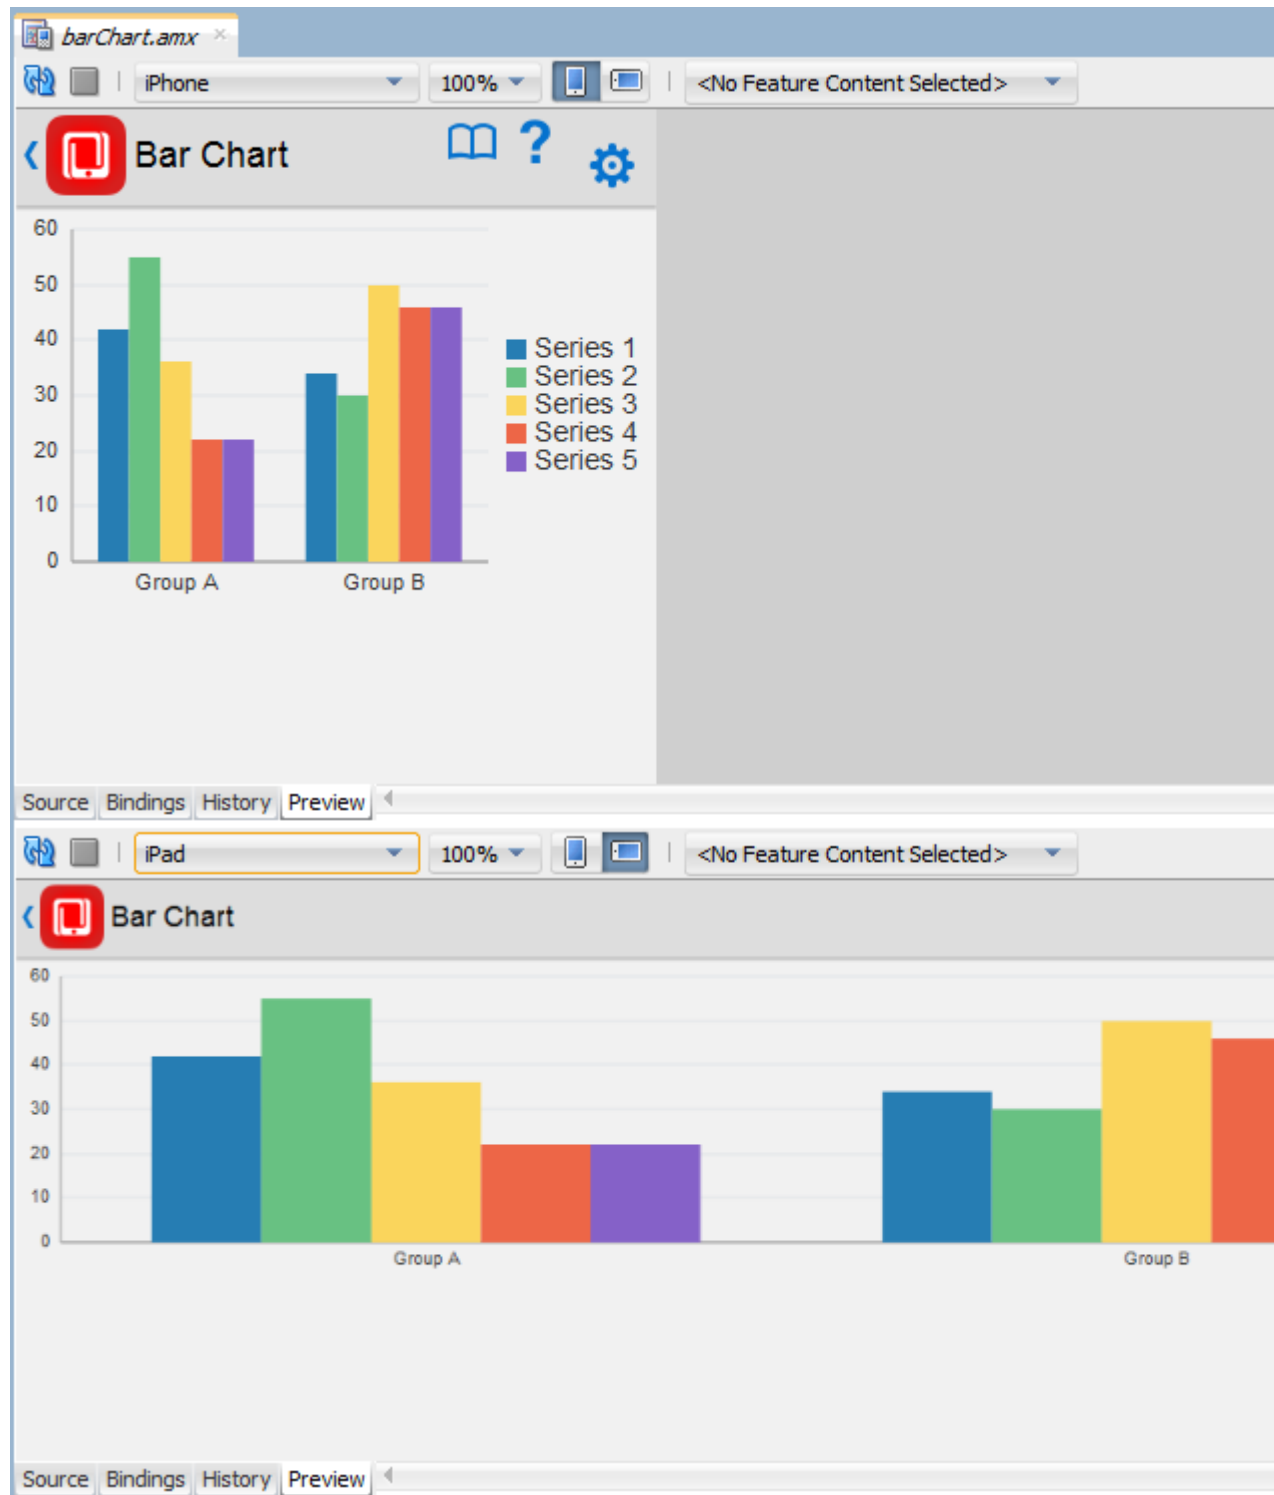 barChart.amx
iPhone 100% <No Feature Content Selected>
Bar Chart ?
60
50
40
30
20
10
0
Group A Group B
Series 1
Series 2
Series 3
Series 4
Series 5
Source Bindings History Preview
iPad 100% <No Feature Content Selected>
Bar Chart
60
50
40
30
20
10
0
Group A Group B
Source Bindings History Preview